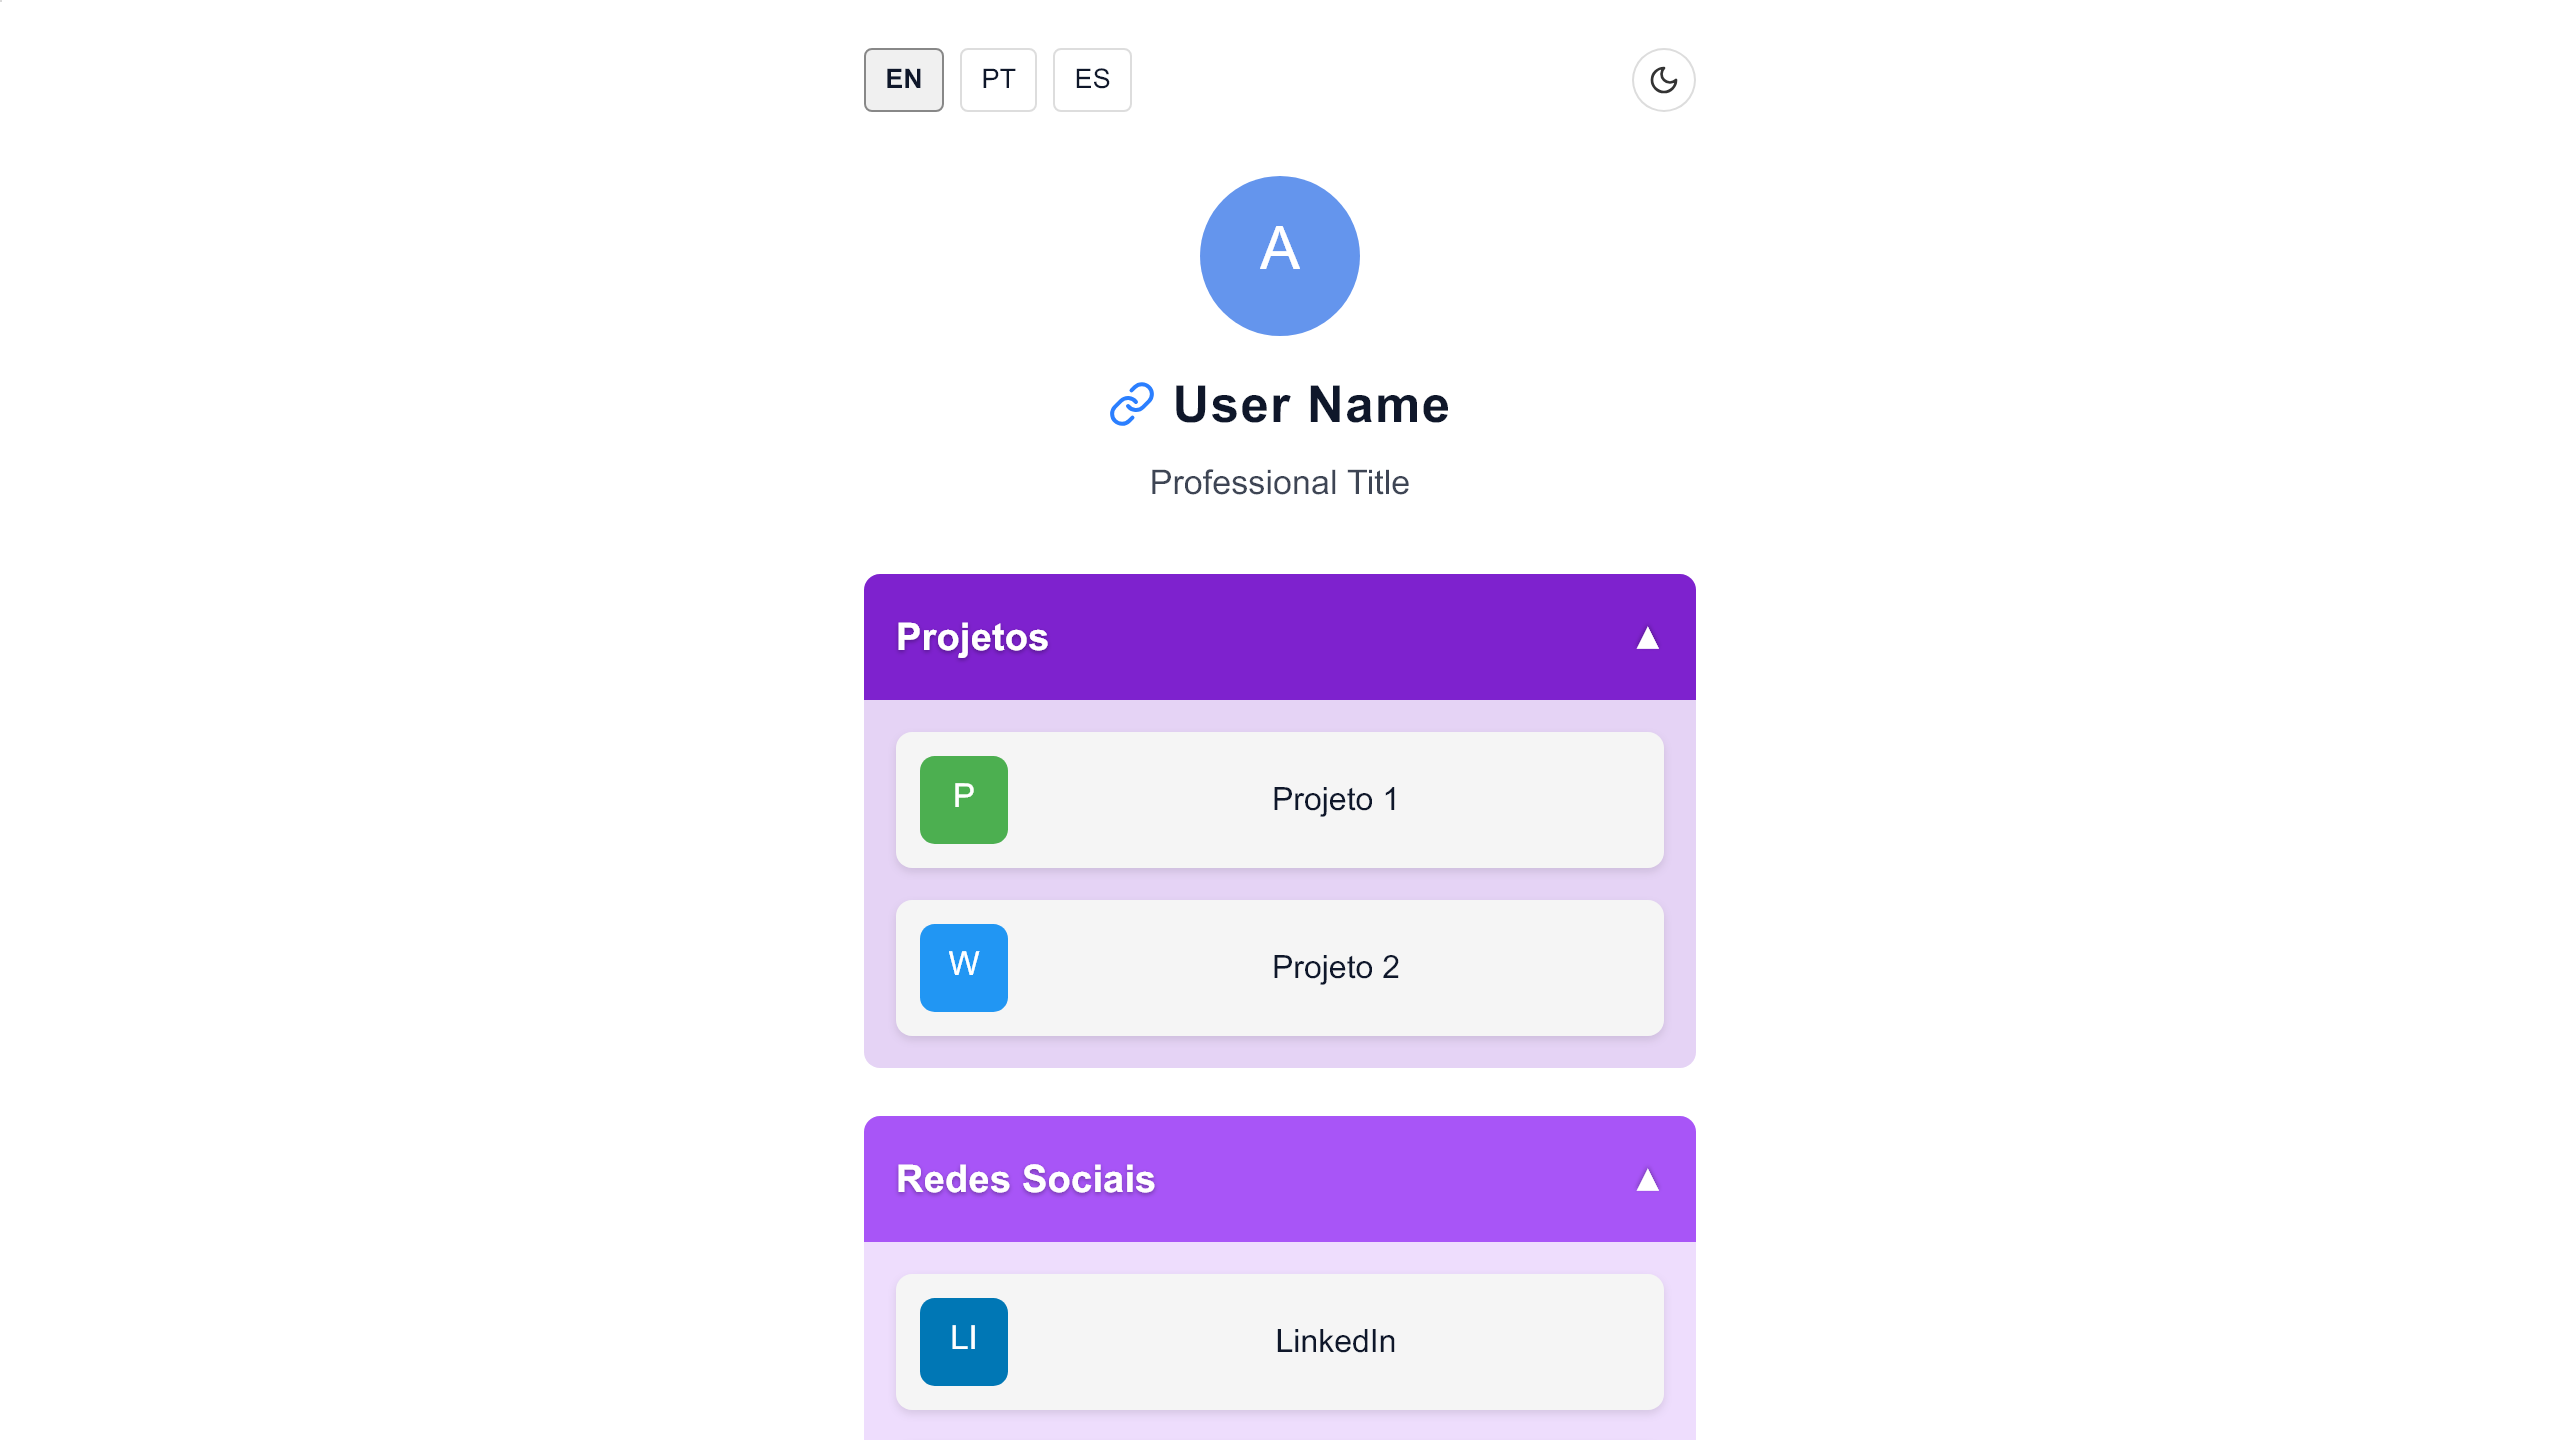 EN PT ES
A
User Name
Professional Title
Projetos ▲
P Projeto 1
W Projeto 2
Redes Sociais ▲
LI LinkedIn